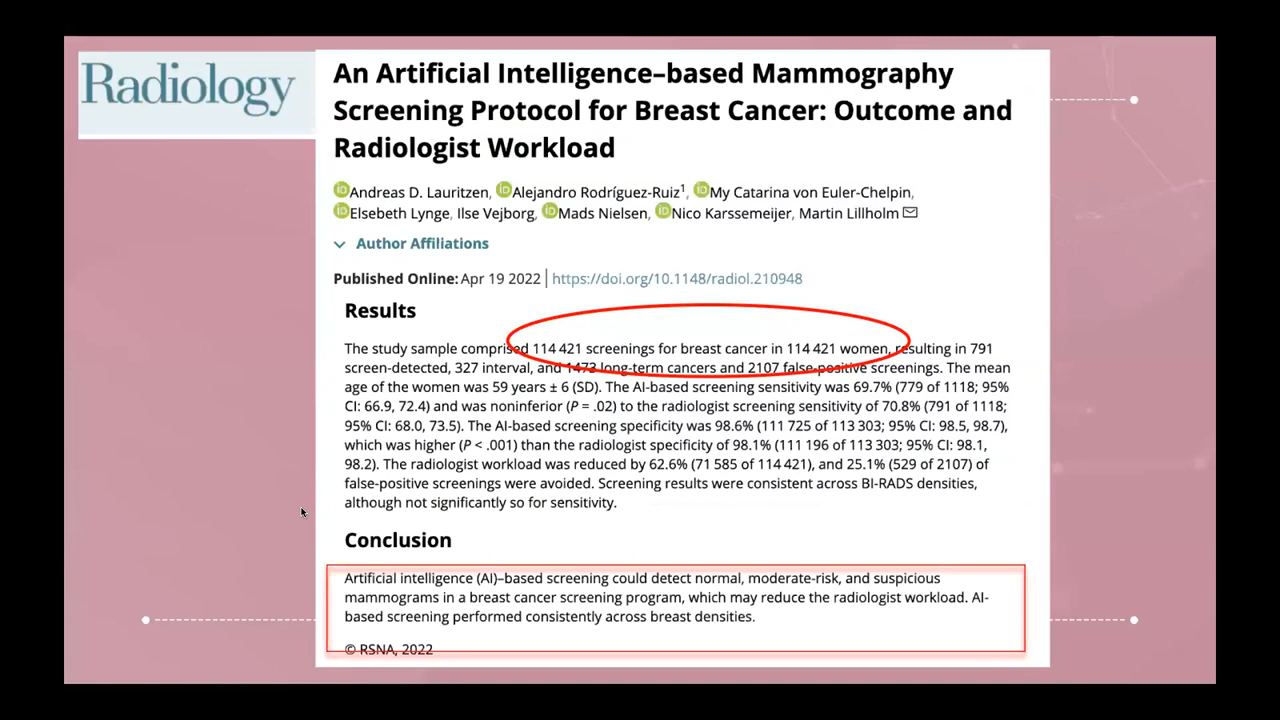 Radiology
An Artificial Intelligence–based Mammography
Screening Protocol for Breast Cancer: Outcome and
Radiologist Workload
iD Andreas D. Lauritzen, iD Alejandro Rodríguez-Ruiz1, iD My Catarina von Euler-Chelpin,
iD Elsebeth Lynge, Ilse Vejborg, iD Mads Nielsen, iD Nico Karssemeijer, Martin Lillholm
Author Affiliations
Published Online: Apr 19 2022 | https://doi.org/10.1148/radiol.210948
Results
The study sample comprised 114 421 screenings for breast cancer in 114 421 women, resulting in 791
screen-detected, 327 interval, and 1473 long-term cancers and 2107 false-positive screenings. The mean
age of the women was 59 years ± 6 (SD). The AI-based screening sensitivity was 69.7% (779 of 1118; 95%
CI: 66.9, 72.4) and was noninferior (P = .02) to the radiologist screening sensitivity of 70.8% (791 of 1118;
95% CI: 68.0, 73.5). The AI-based screening specificity was 98.6% (111 725 of 113 303; 95% CI: 98.5, 98.7),
which was higher (P < .001) than the radiologist specificity of 98.1% (111 196 of 113 303; 95% CI: 98.1,
98.2). The radiologist workload was reduced by 62.6% (71 585 of 114 421), and 25.1% (529 of 2107) of
false-positive screenings were avoided. Screening results were consistent across BI-RADS densities,
although not significantly so for sensitivity.
Conclusion
Artificial intelligence (AI)–based screening could detect normal, moderate-risk, and suspicious
mammograms in a breast cancer screening program, which may reduce the radiologist workload. AI-
based screening performed consistently across breast densities.
© RSNA, 2022